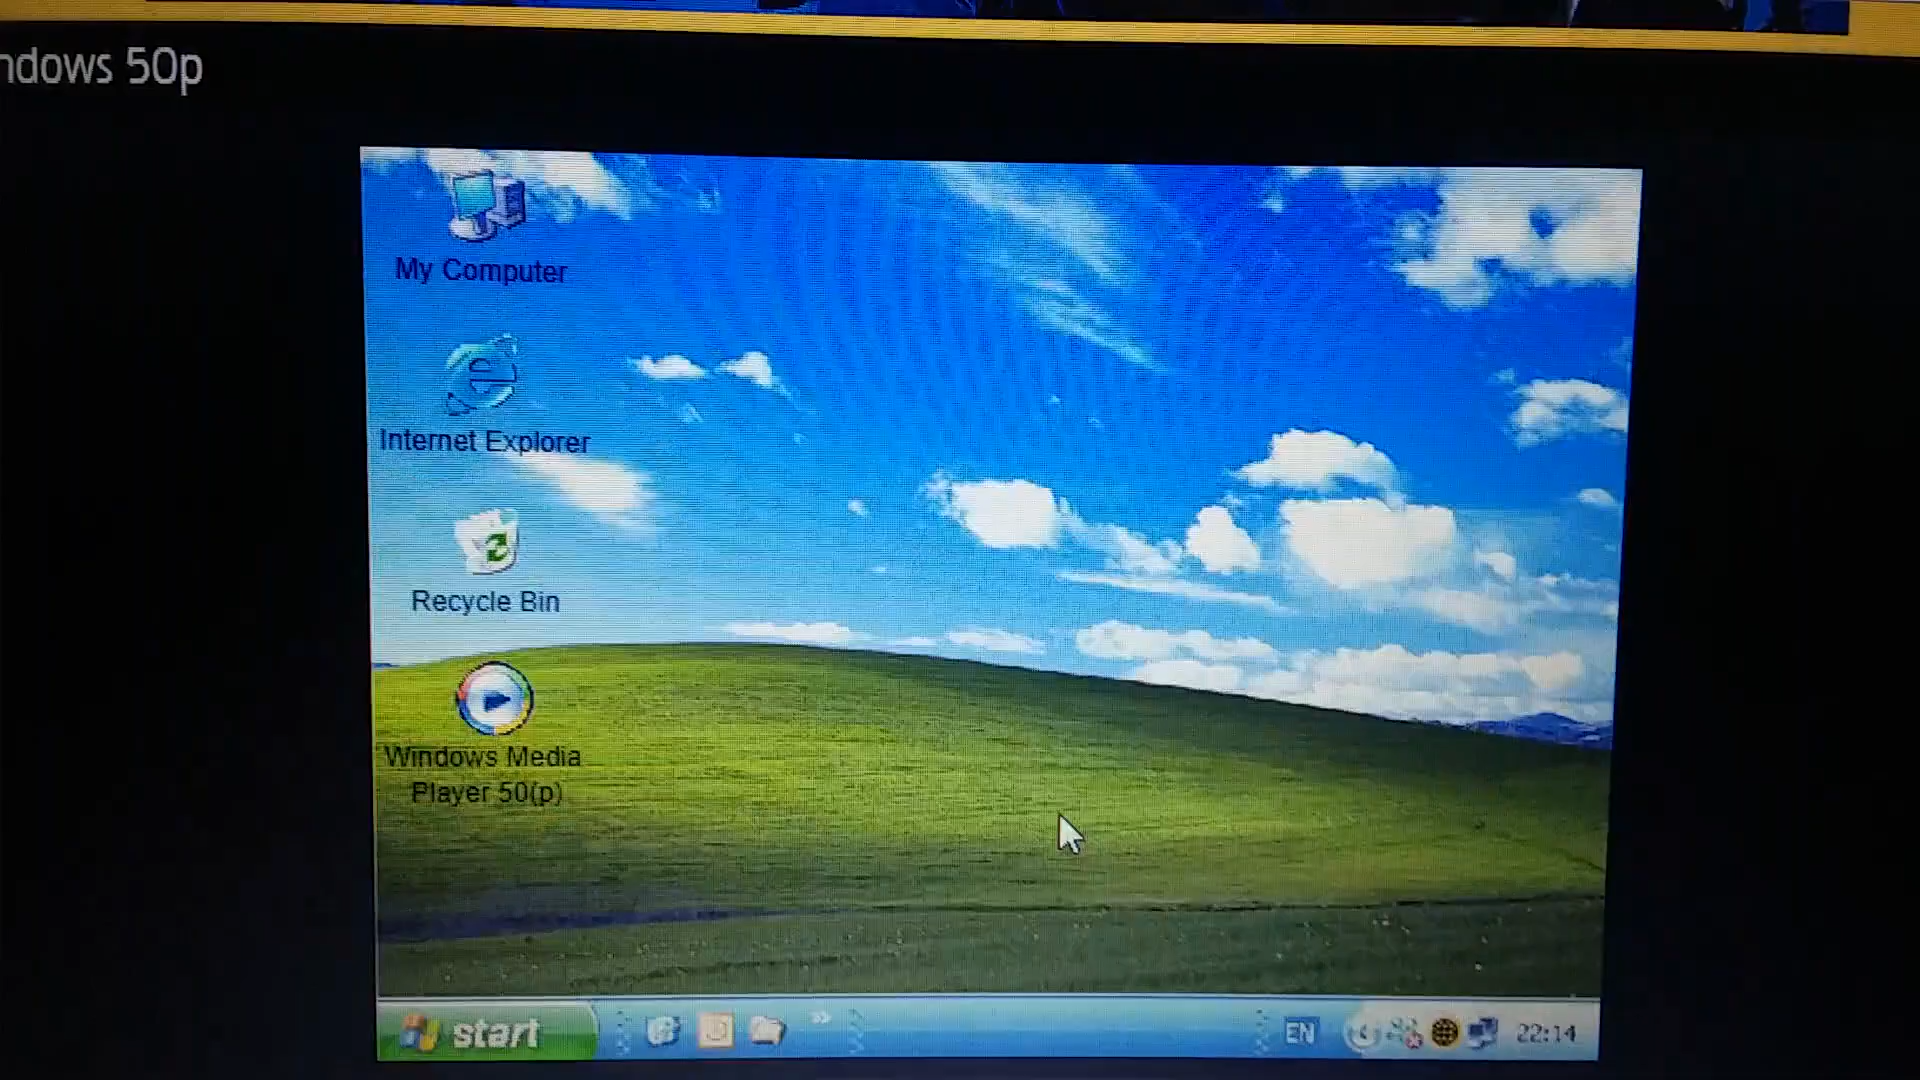 ndows 50p
My Computer
Internet Explorer
Recycle Bin
Windows Media
Player 50(p)
start
EN
22:14